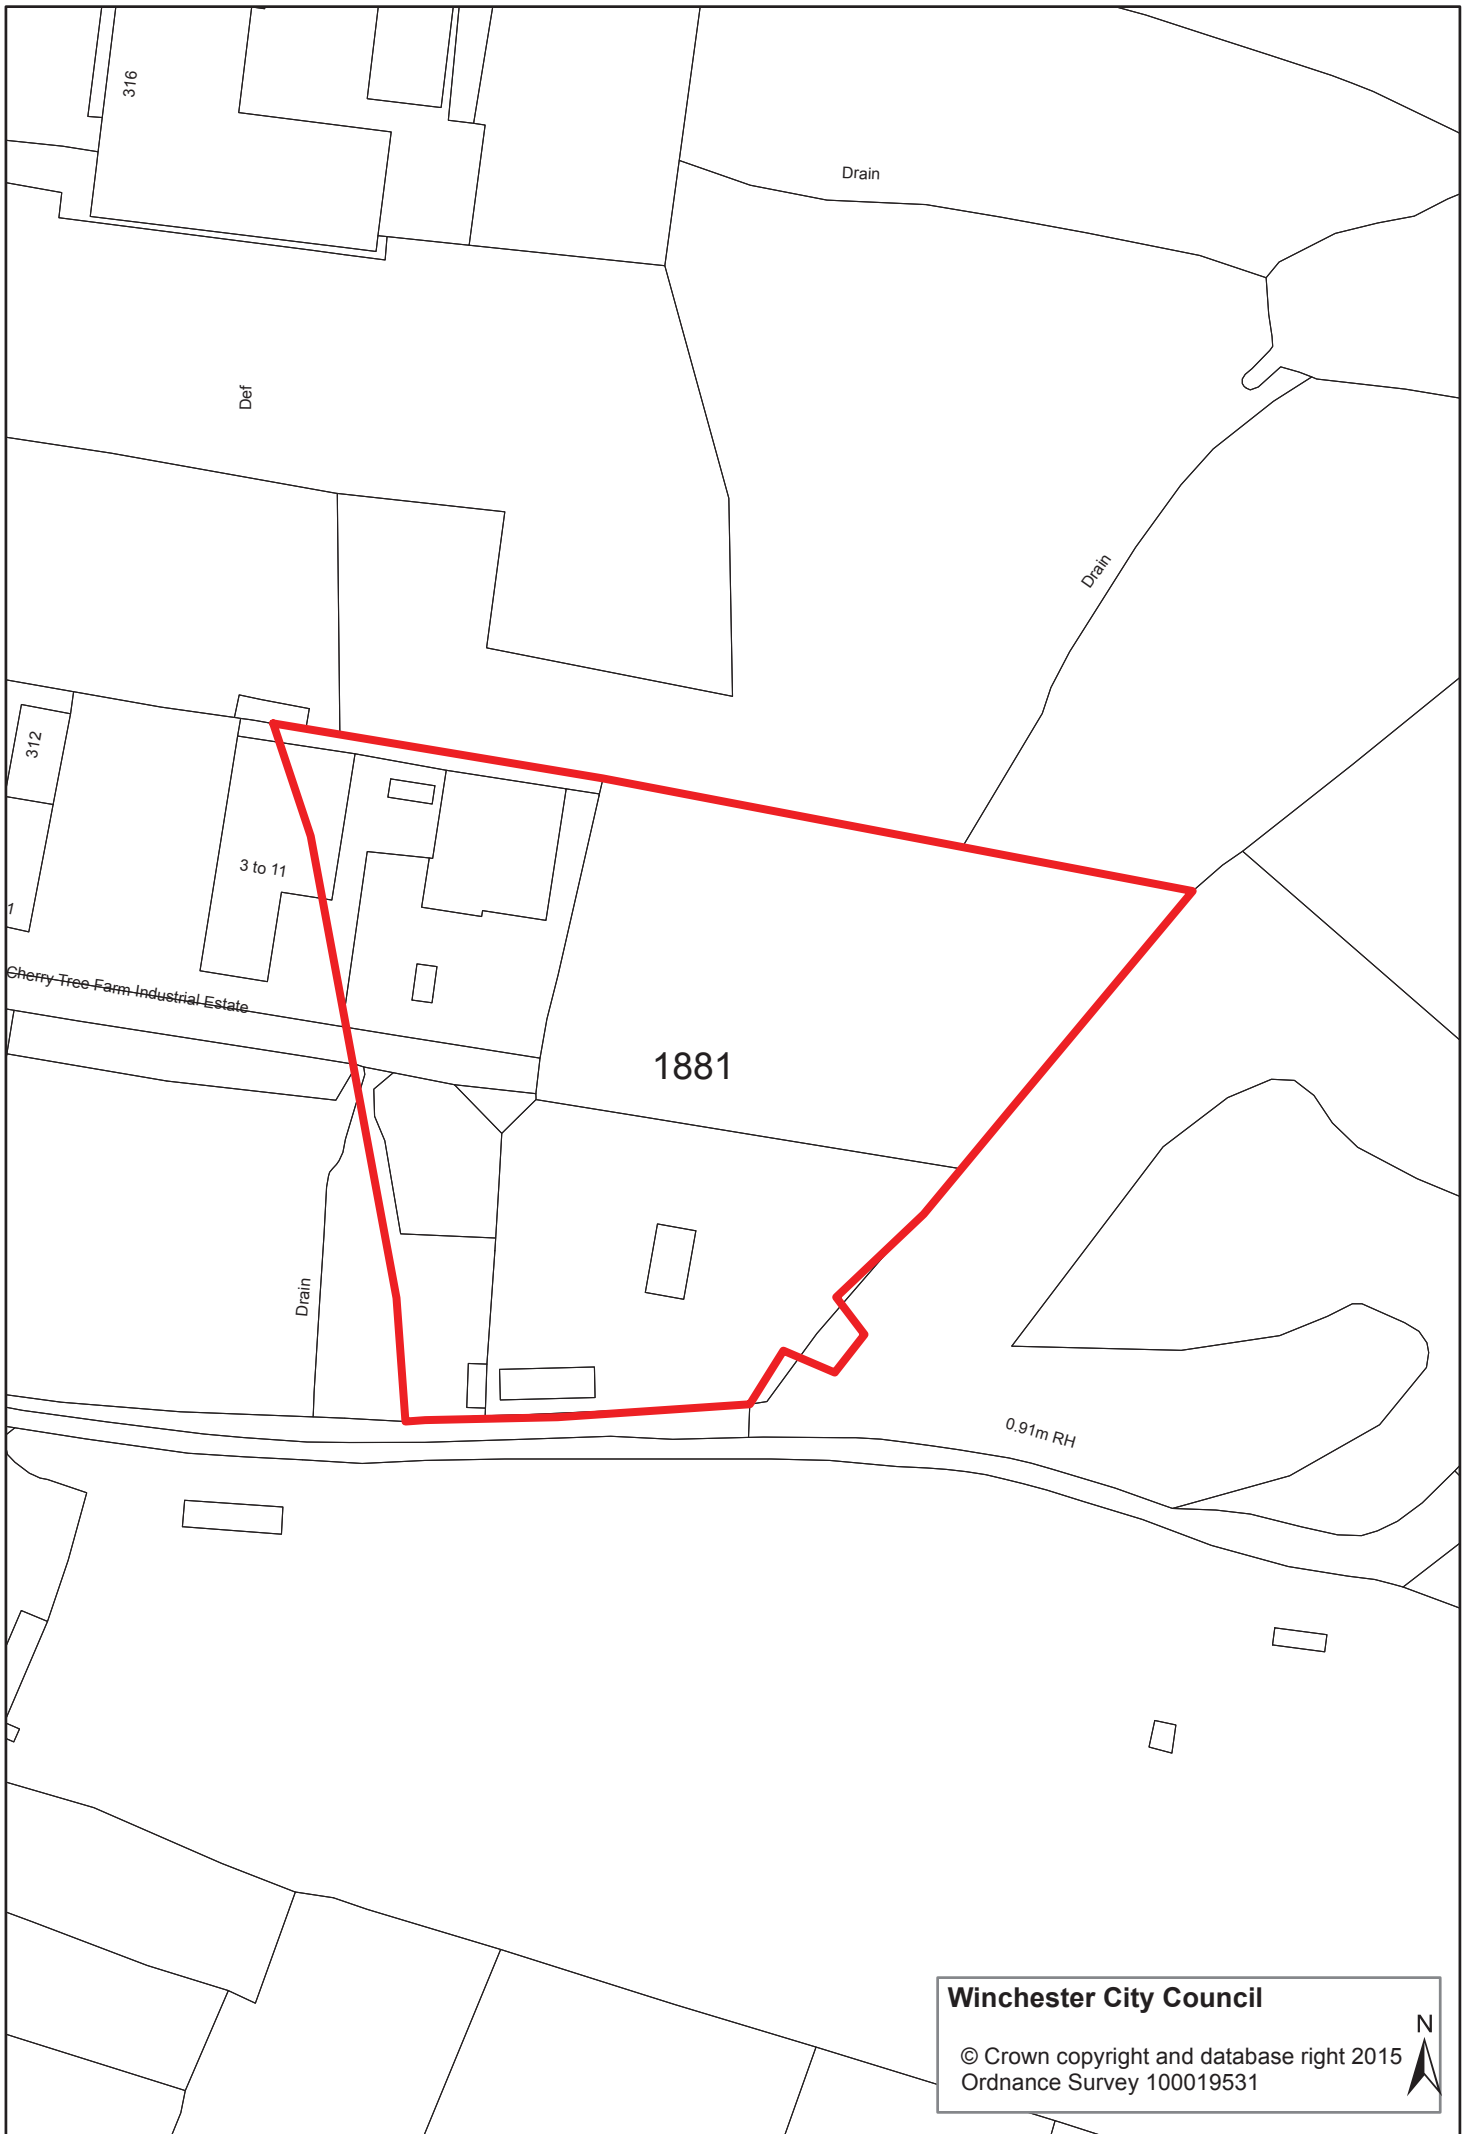 316
Drain
Def
Drain
312
3 to 11
1
Cherry Tree Farm Industrial Estate
1881
Drain
0.91m RH
Winchester City Council
N
© Crown copyright and database right 2015
Ordnance Survey 100019531